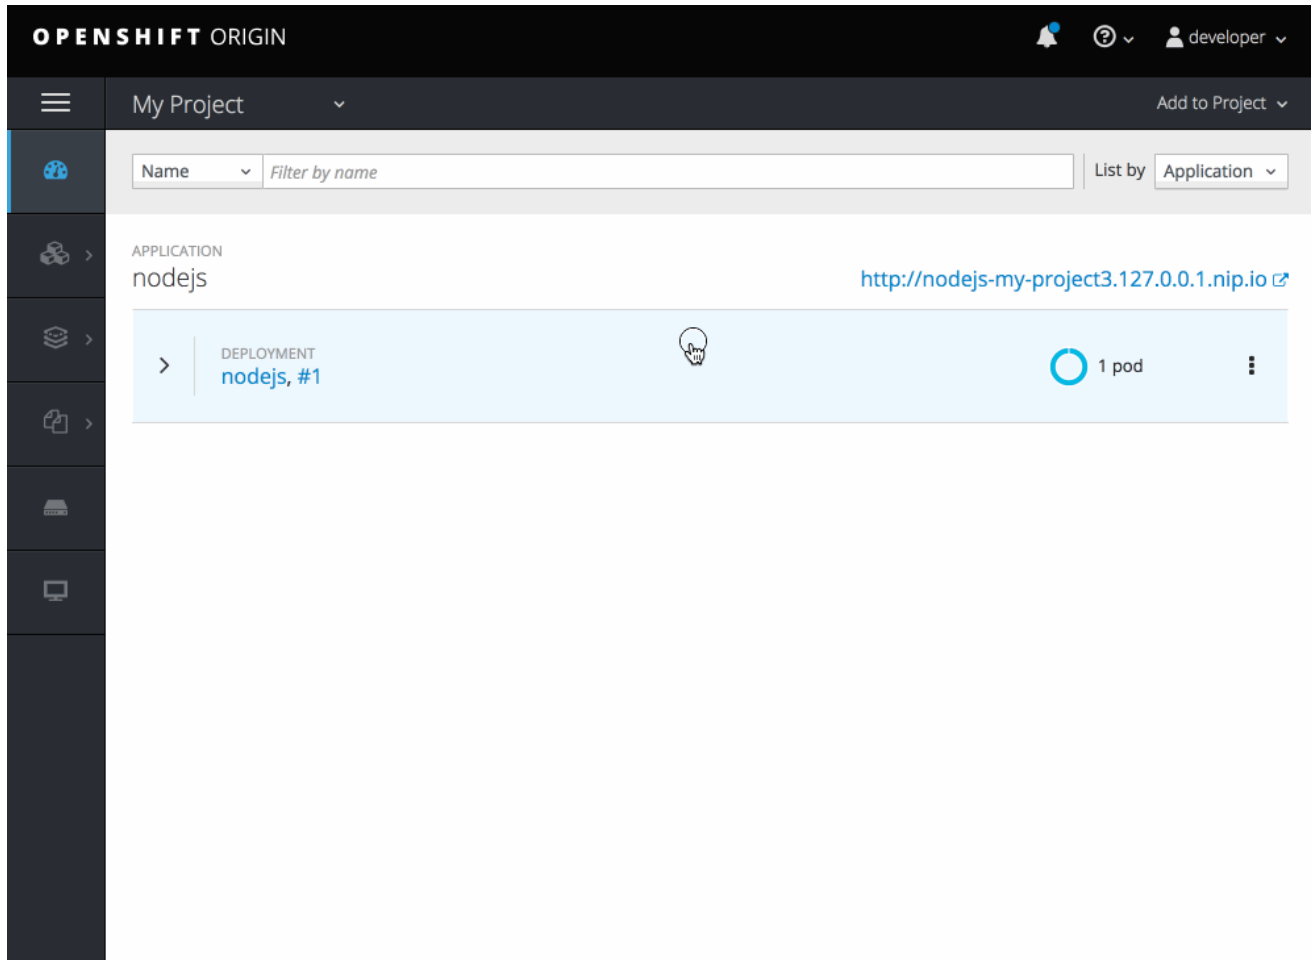 OPENSHIFT ORIGIN
developer
My Project
Add to Project
Name
Filter by name
List by
Application
APPLICATION
nodejs
http://nodejs-my-project3.127.0.0.1.nip.io
DEPLOYMENT
nodejs, #1
1 pod